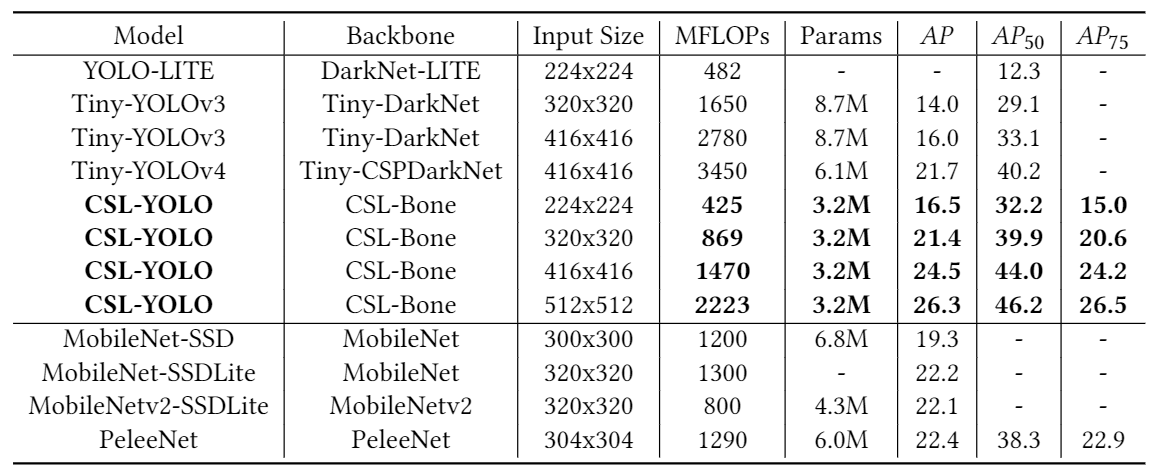 Model Backbone Input Size MFLOPs Params AP AP50 AP75
YOLO-LITE DarkNet-LITE 224x224 482 - - 12.3 -
Tiny-YOLOv3 Tiny-DarkNet 320x320 1650 8.7M 14.0 29.1 -
Tiny-YOLOv3 Tiny-DarkNet 416x416 2780 8.7M 16.0 33.1 -
Tiny-YOLOv4 Tiny-CSPDarkNet 416x416 3450 6.1M 21.7 40.2 -
CSL-YOLO CSL-Bone 224x224 425 3.2M 16.5 32.2 15.0
CSL-YOLO CSL-Bone 320x320 869 3.2M 21.4 39.9 20.6
CSL-YOLO CSL-Bone 416x416 1470 3.2M 24.5 44.0 24.2
CSL-YOLO CSL-Bone 512x512 2223 3.2M 26.3 46.2 26.5
MobileNet-SSD MobileNet 300x300 1200 6.8M 19.3 - -
MobileNet-SSDLite MobileNet 320x320 1300 - 22.2 - -
MobileNetv2-SSDLite MobileNetv2 320x320 800 4.3M 22.1 - -
PeleeNet PeleeNet 304x304 1290 6.0M 22.4 38.3 22.9